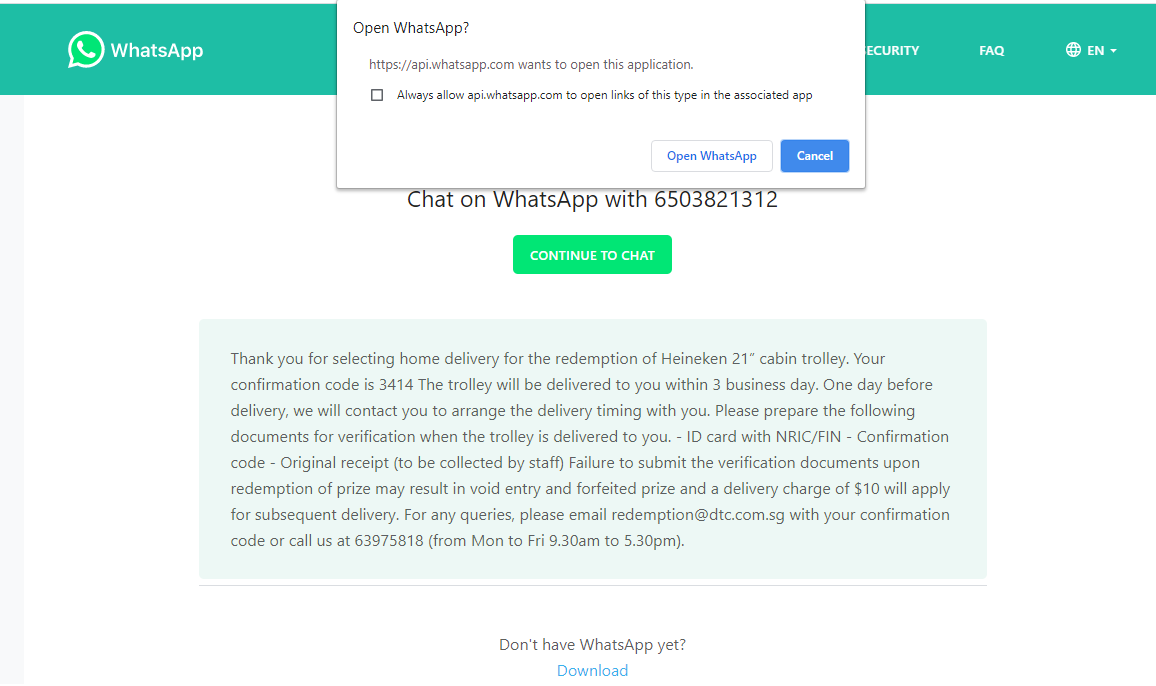 Open WhatsApp?
https://api.whatsapp.com wants to open this application.
Always allow api.whatsapp.com to open links of this type in the associated app
Open WhatsApp
Cancel
WhatsApp
FAQ
EN
Chat on WhatsApp with 6503821312
CONTINUE TO CHAT
Thank you for selecting home delivery for the redemption of Heineken 21” cabin trolley. Your
confirmation code is 3414 The trolley will be delivered to you within 3 business day. One day before
delivery, we will contact you to arrange the delivery timing with you. Please prepare the following
documents for verification when the trolley is delivered to you. - ID card with NRIC/FIN - Confirmation
code - Original receipt (to be collected by staff) Failure to submit the verification documents upon
redemption of prize may result in void entry and forfeited prize and a delivery charge of $10 will apply
for subsequent delivery. For any queries, please email redemption@dtc.com.sg with your confirmation
code or call us at 63975818 (from Mon to Fri 9.30am to 5.30pm).
Don't have WhatsApp yet?
Download